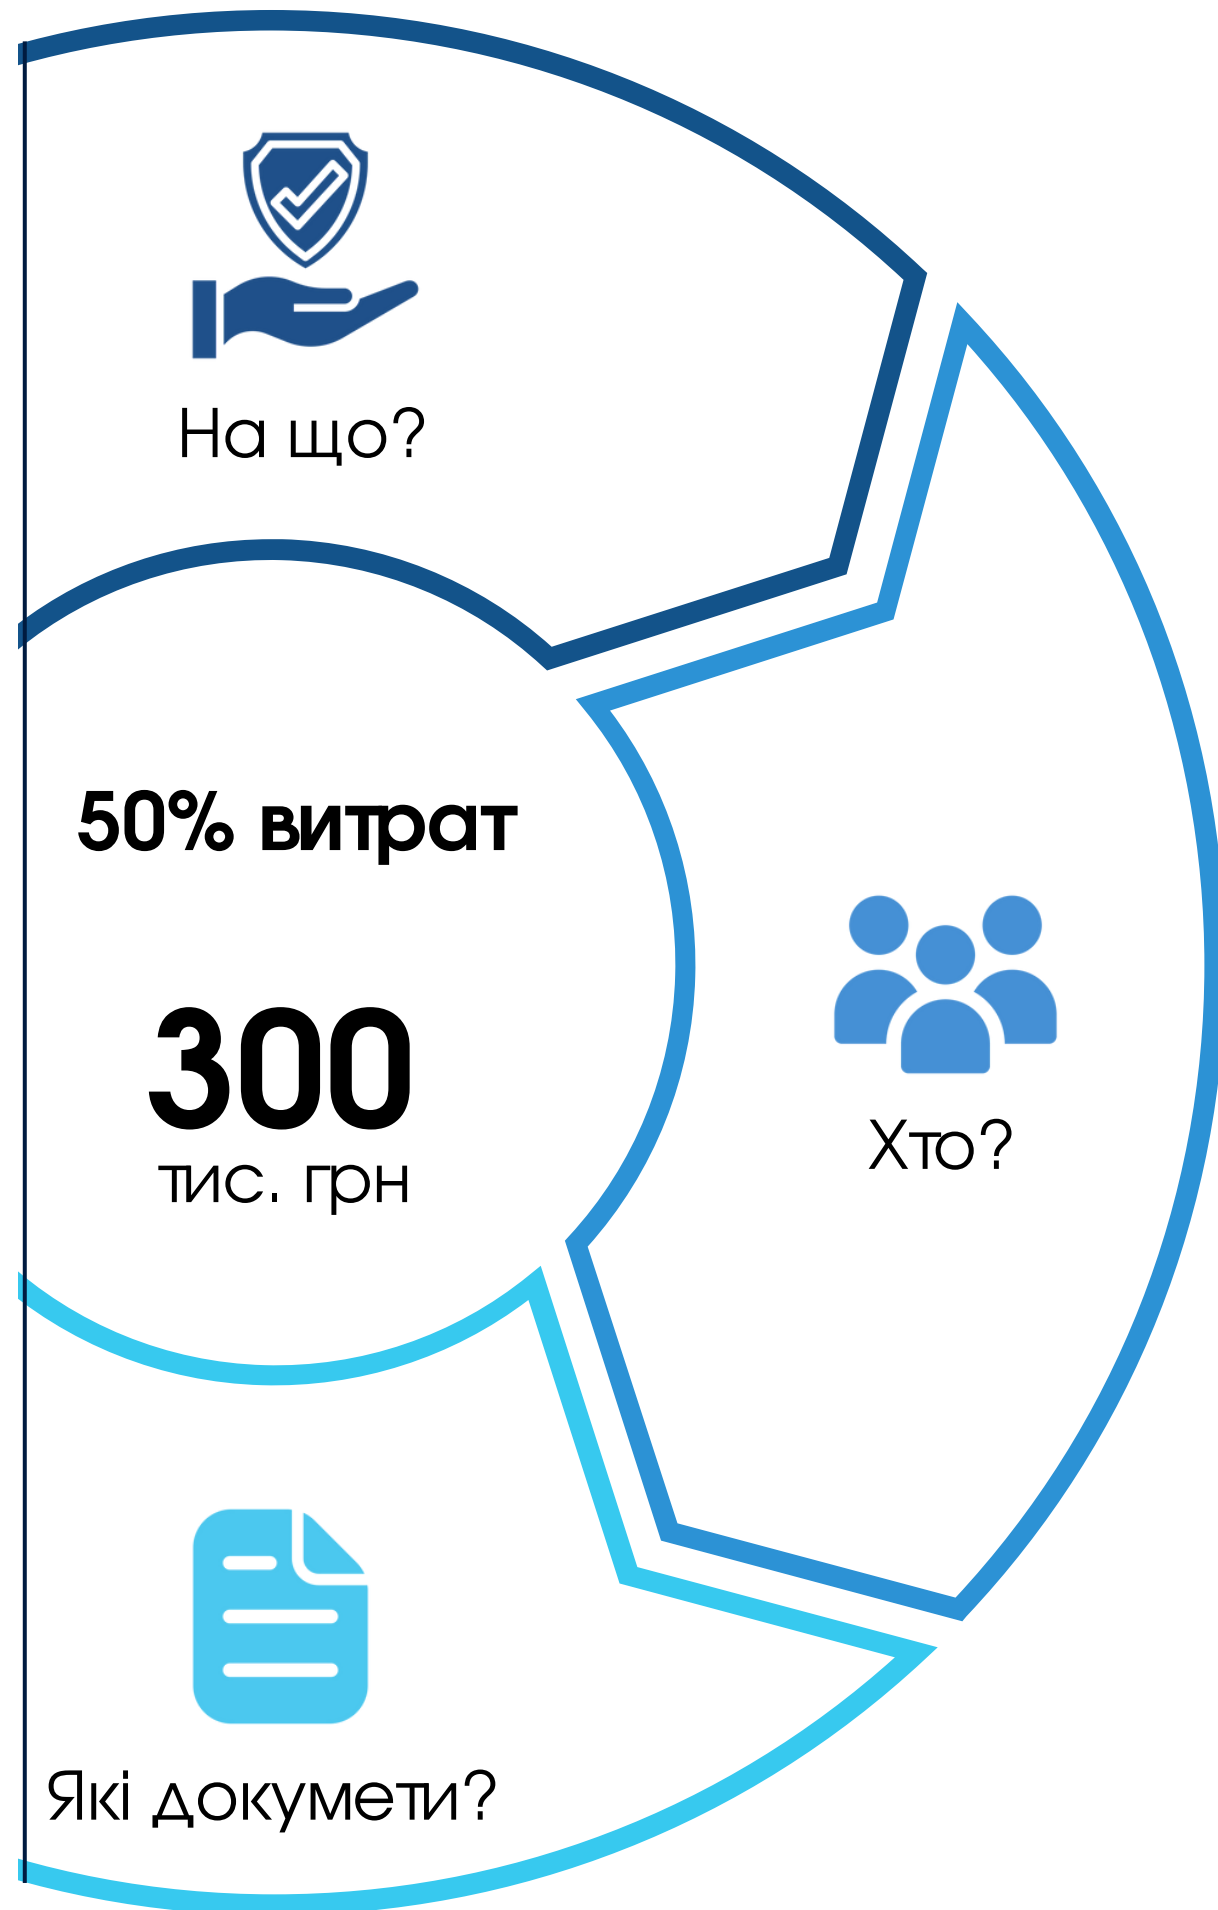 На що?
50% витрат
300
тис. грн
Хто?
Які докумети?